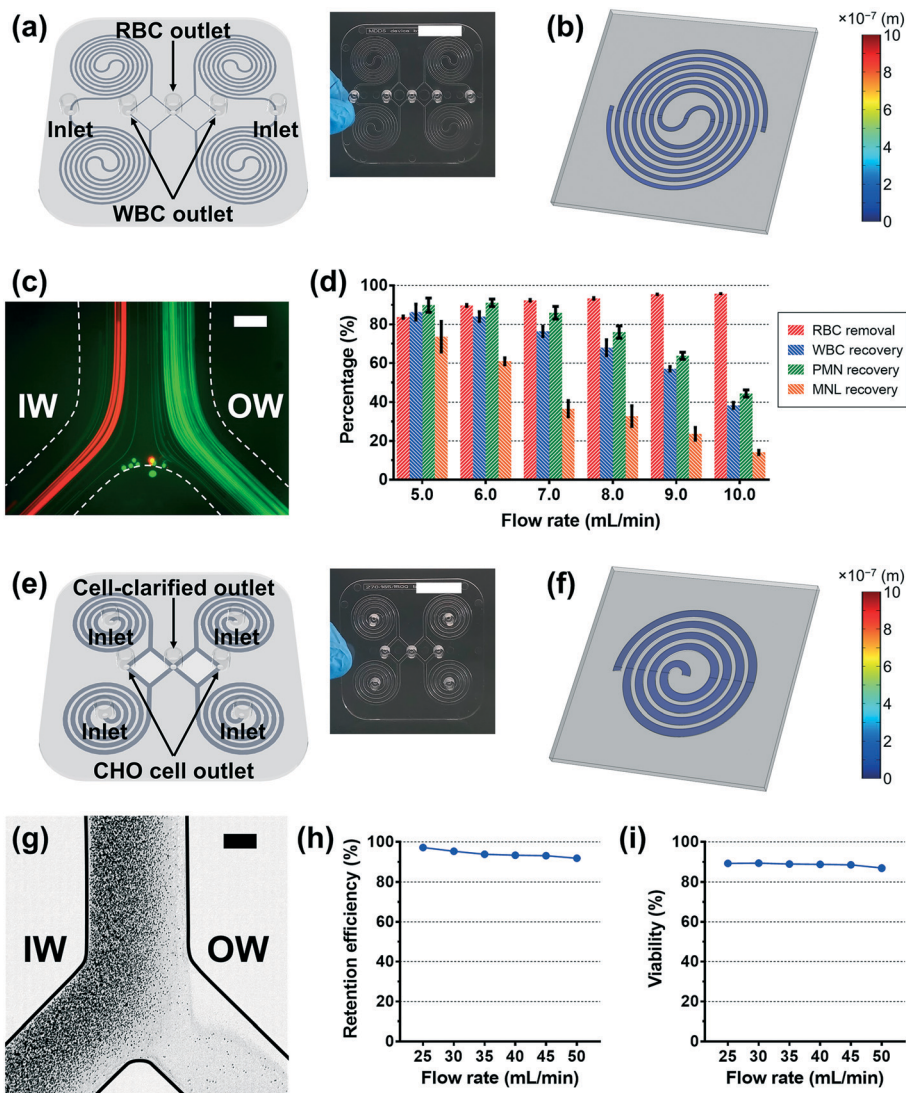 (a)
RBC outlet
Inlet
Inlet
WBC outlet
(b)
×10⁻⁷ (m)
10
8
6
4
2
0
(c)
IW
OW
(d)
Percentage (%)
100
80
60
40
20
0
5.0 6.0 7.0 8.0 9.0 10.0
Flow rate (mL/min)
RBC removal
WBC recovery
PMN recovery
MNL recovery
(e)
Cell-clarified outlet
Inlet
Inlet
Inlet
Inlet
CHO cell outlet
(f)
×10⁻⁷ (m)
10
8
6
4
2
0
(g)
IW
OW
(h)
Retention efficiency (%)
100
80
60
40
20
0
25 30 35 40 45 50
Flow rate (mL/min)
(i)
Viability (%)
100
80
60
40
20
0
25 30 35 40 45 50
Flow rate (mL/min)